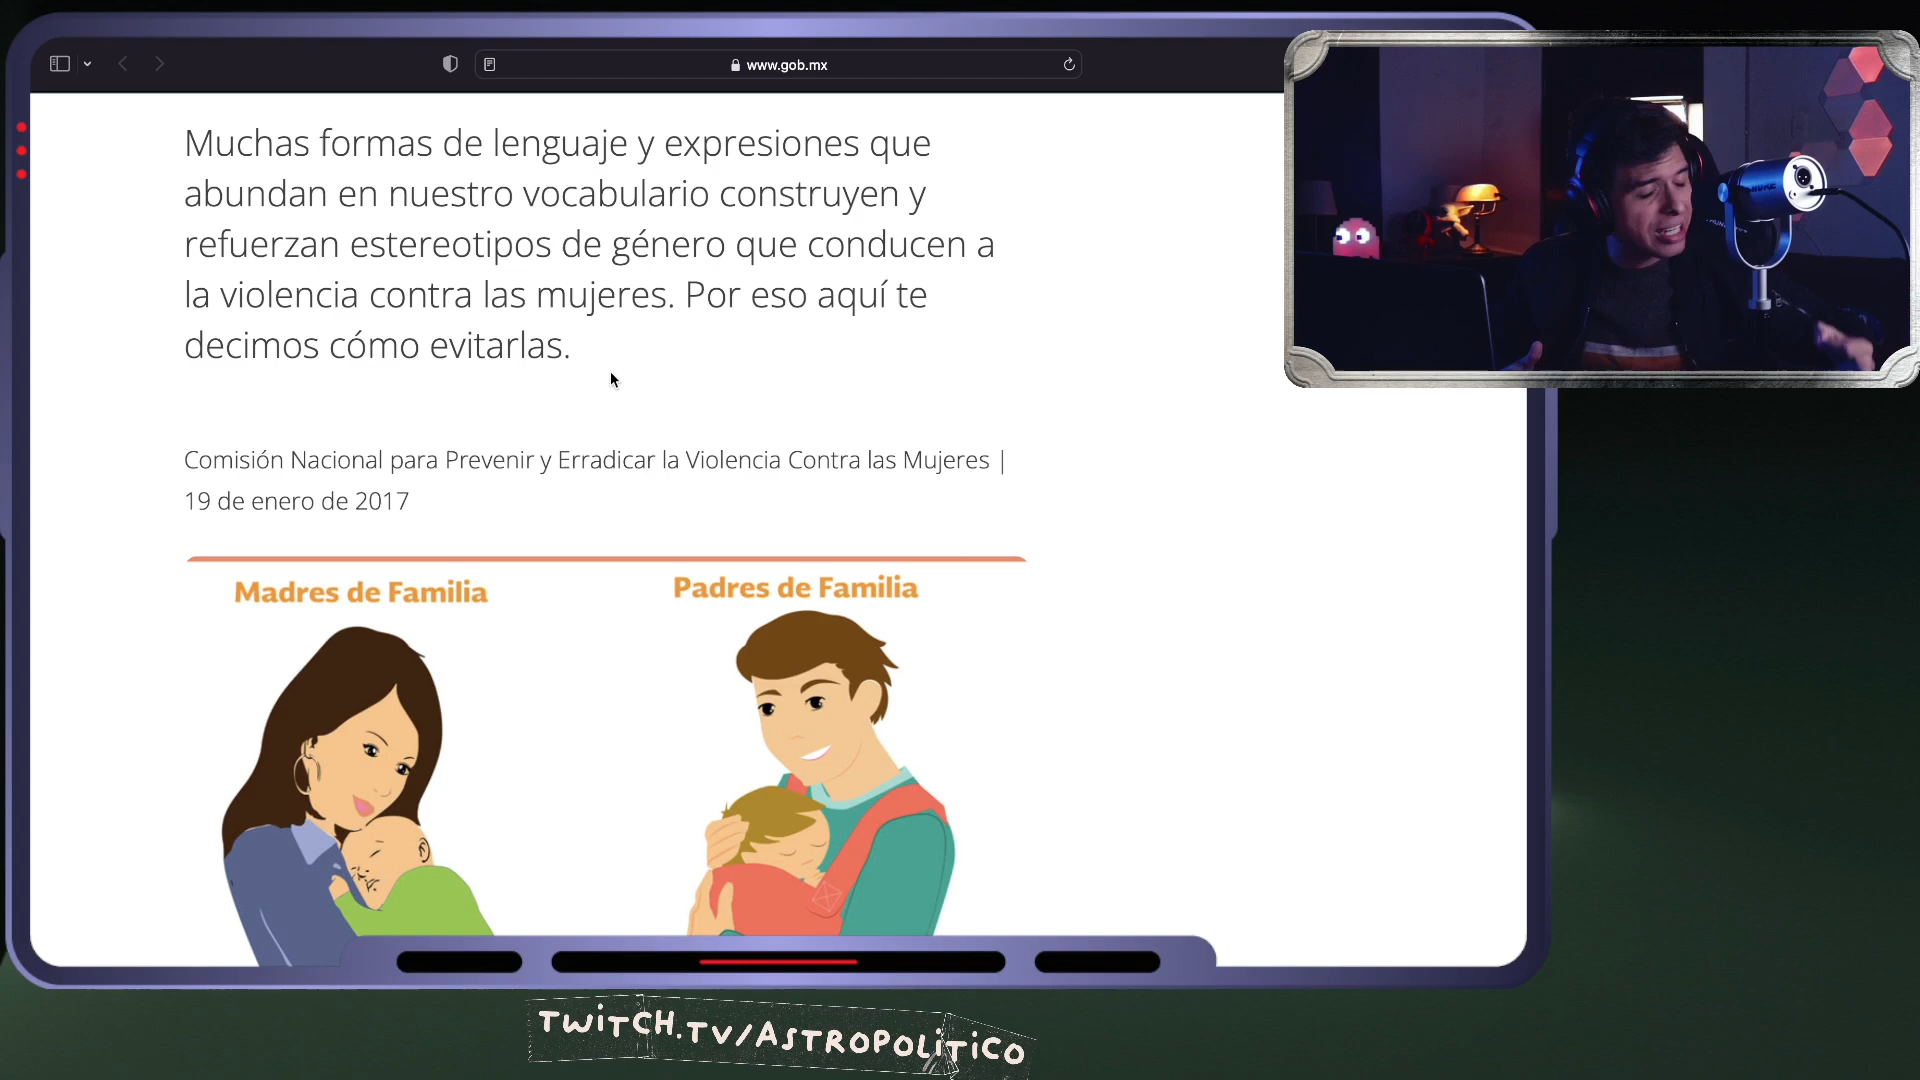 www.gob.mx
Muchas formas de lenguaje y expresiones que
abundan en nuestro vocabulario construyen y
refuerzan estereotipos de género que conducen a
la violencia contra las mujeres. Por eso aquí te
decimos cómo evitarlas.
Comisión Nacional para Prevenir y Erradicar la Violencia Contra las Mujeres |
19 de enero de 2017
Madres de Familia
Padres de Familia
TWITCH.TV/ASTROPOLITICO